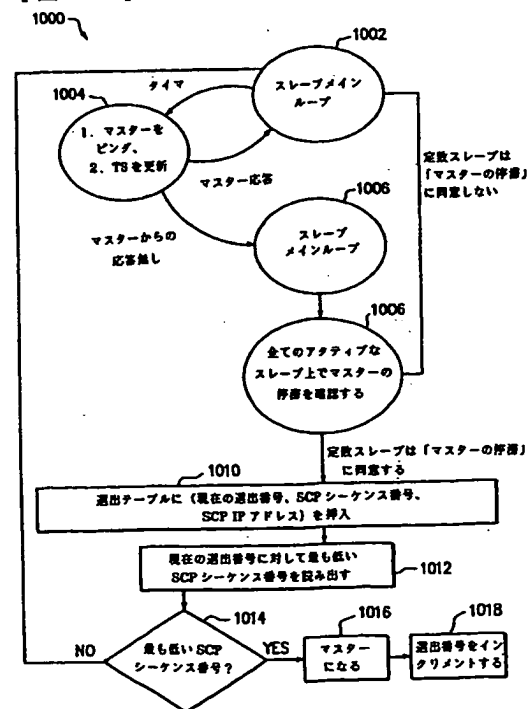 1000
1002
タイマ
スレーブメイン
ループ
1004
1. マスターを
ピング、
2. TSを更新
マスター応答
定数スレーブは
「マスターの停滞」
に同意しない
1006
マスターからの
応答無し
スレーブ
メインループ
1006
全てのアクティブな
スレーブ上でマスターの
停滞を確認する
定数スレーブは「マスターの停滞」
に同意する
1010
選出テーブルに(現在の選出番号、SCPシーケンス番号、
SCP IPアドレス)を挿入
現在の選出番号に対して最も低い
SCPシーケンス番号を読み出す
1012
1014
1016
1018
NO
最も低いSCP
シーケンス番号?
YES
マスター
になる
選出番号をイン
クリメントする